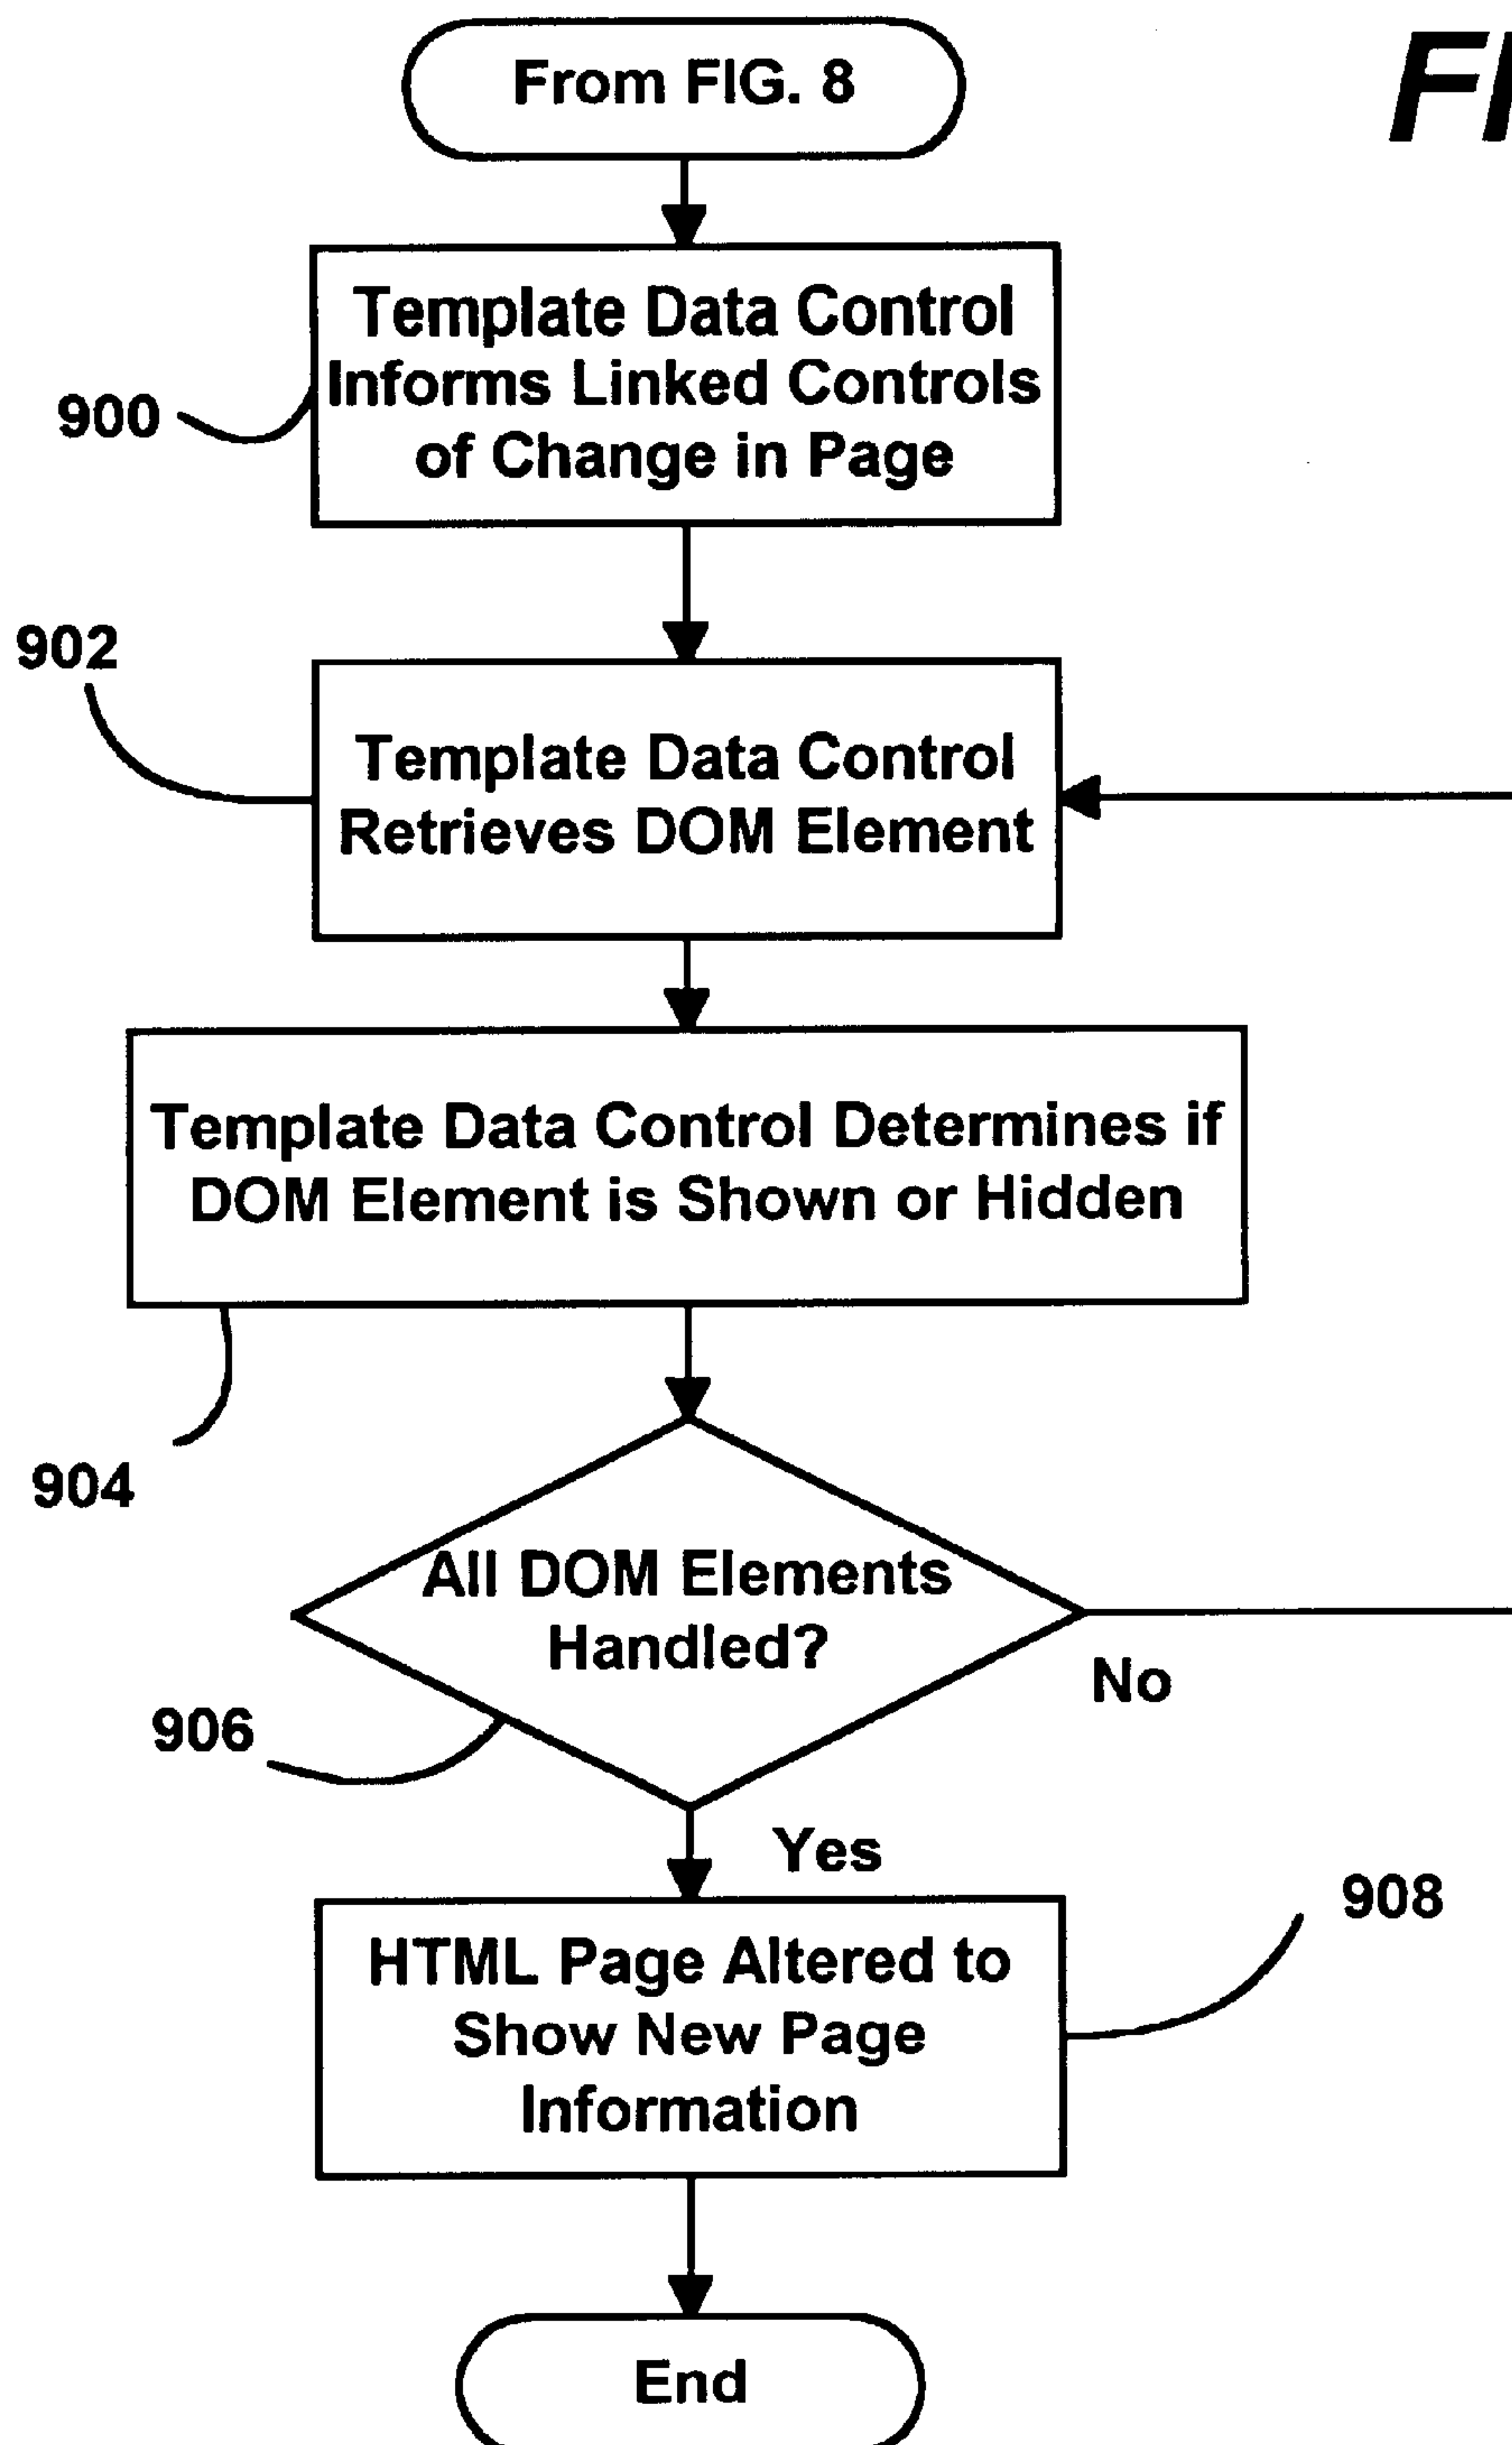 From FIG. 8
Template Data Control
Informs Linked Controls
of Change in Page
900
902
Template Data Control
Retrieves DOM Element
Template Data Control Determines if
DOM Element is Shown or Hidden
904
All DOM Elements
Handled?
No
906
Yes
908
HTML Page Altered to
Show New Page
Information
End